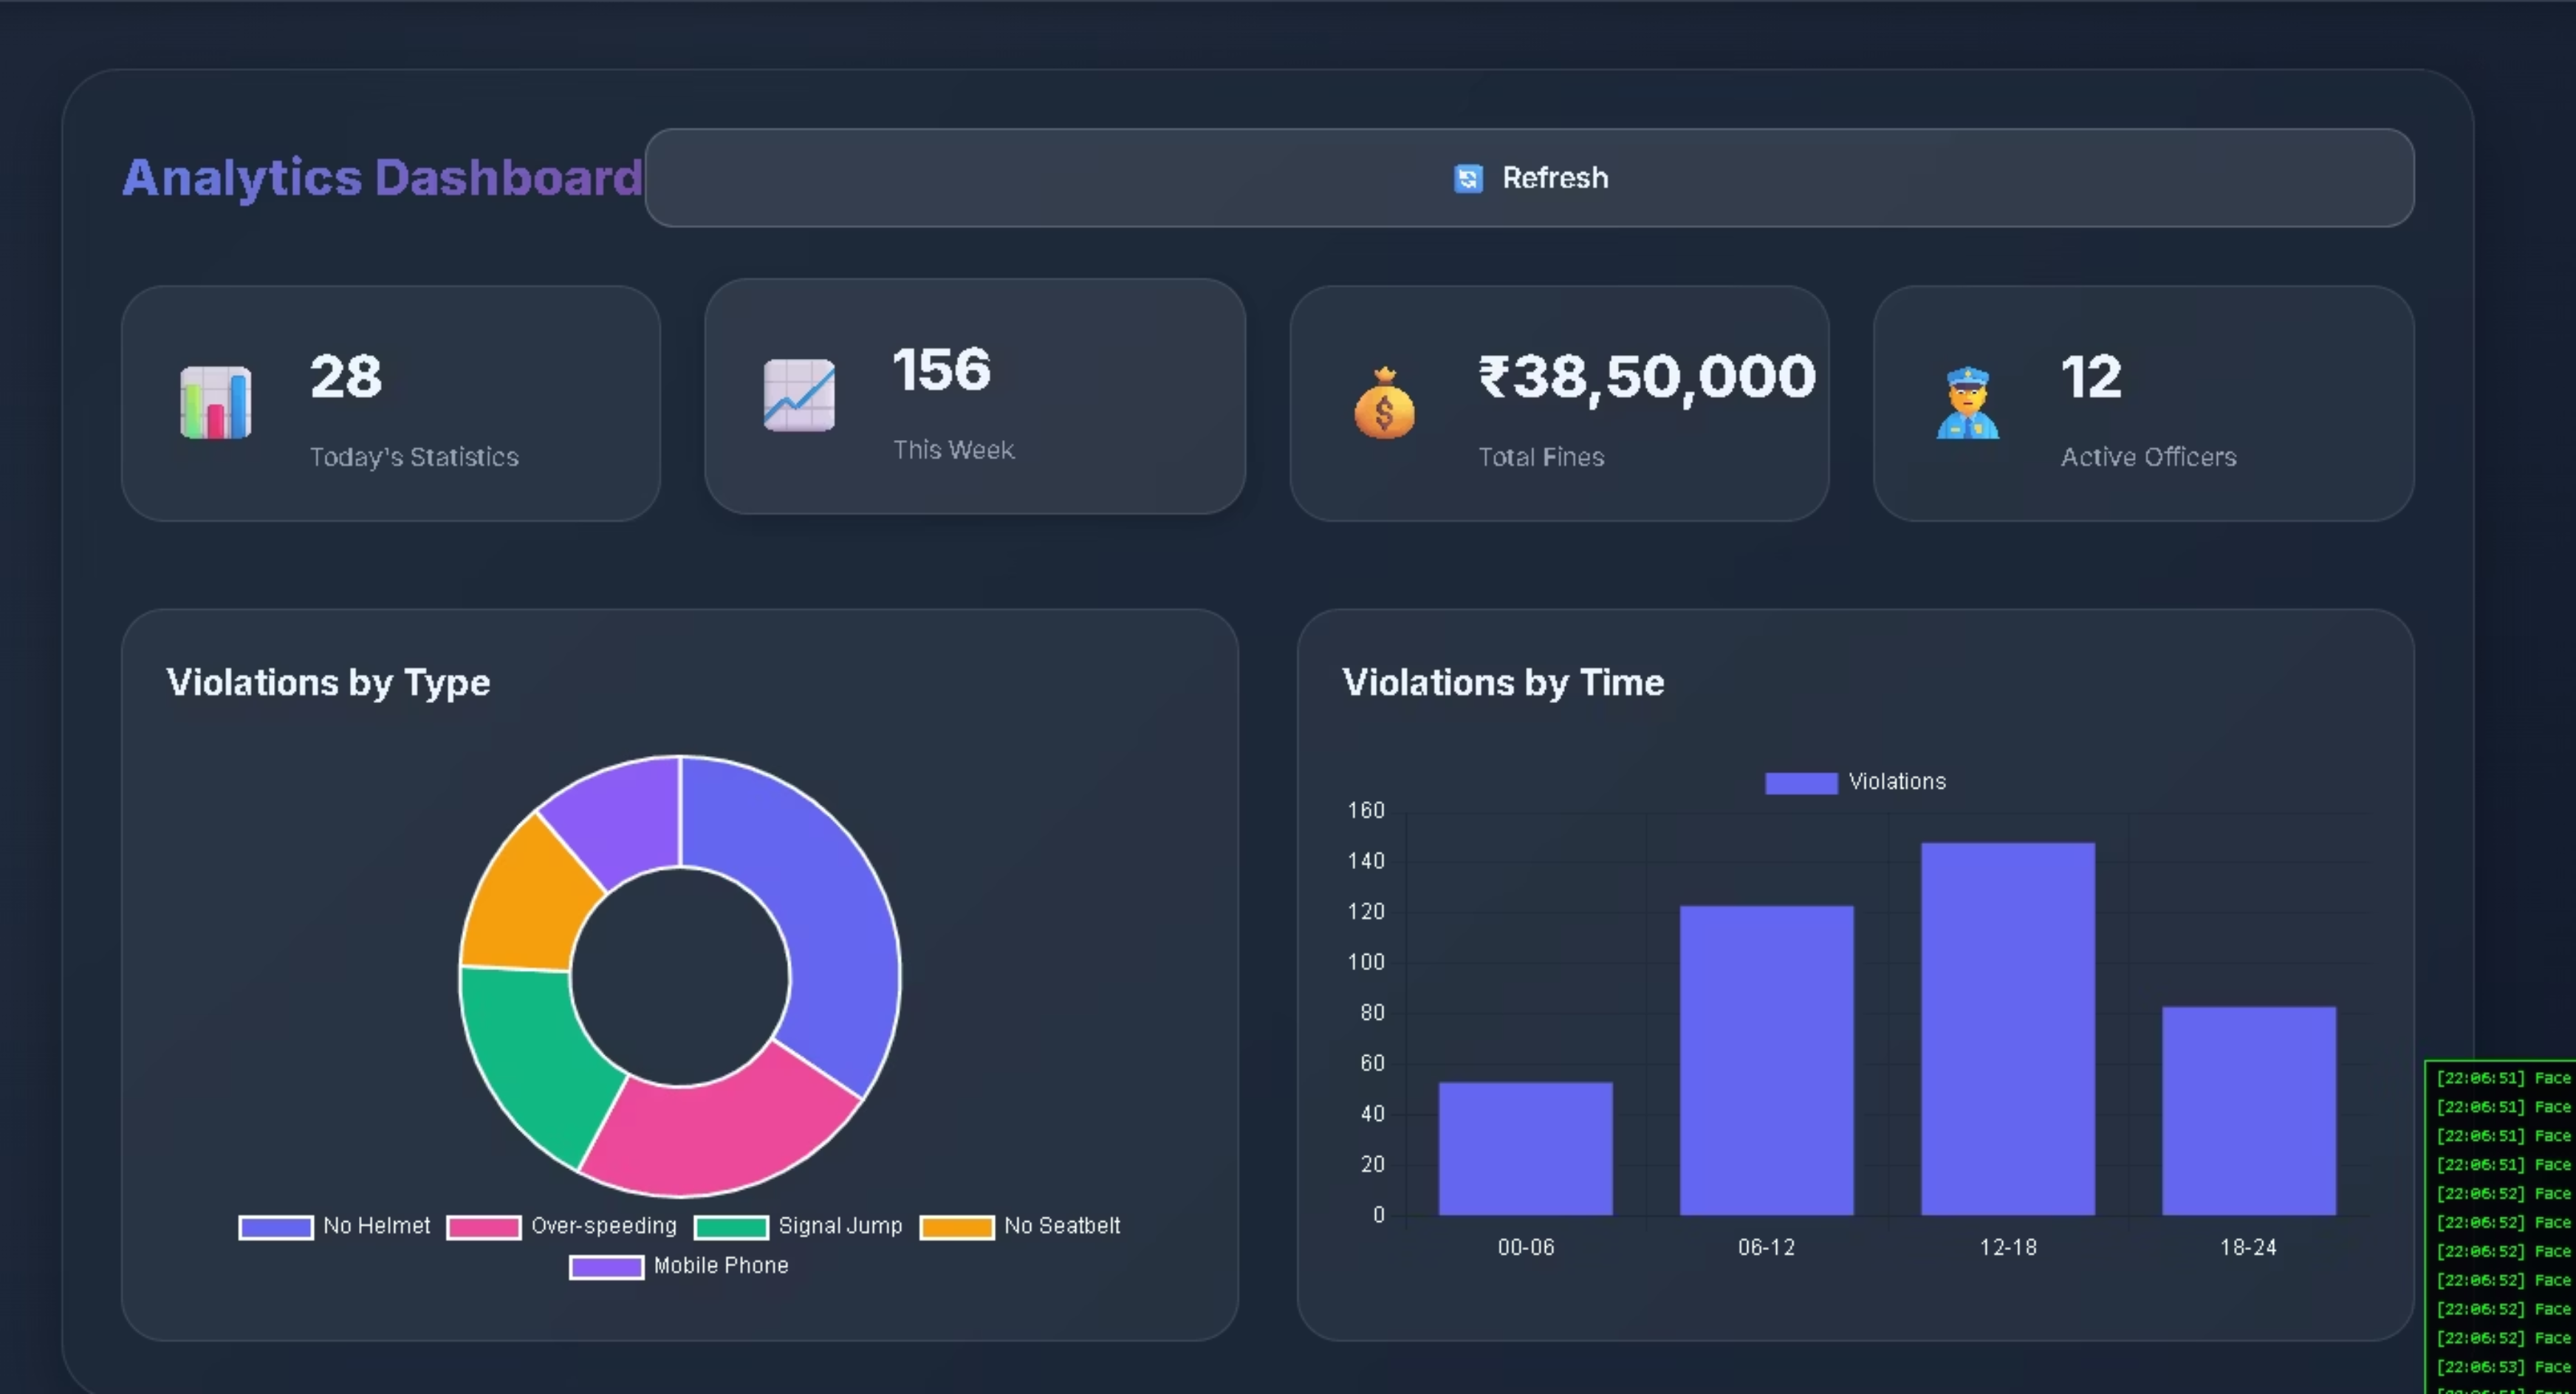 Analytics Dashboard
Refresh
28
Today's Statistics
156
This Week
₹38,50,000
Total Fines
12
Active Officers
Violations by Type
No Helmet Over-speeding Signal Jump No Seatbelt
Mobile Phone
Violations by Time
Violations
160
140
120
100
80
60
40
20
0
00-06 06-12 12-18 18-24
[22:06:51] Face
[22:06:51] Face
[22:06:51] Face
[22:06:51] Face
[22:06:52] Face
[22:06:52] Face
[22:06:52] Face
[22:06:52] Face
[22:06:52] Face
[22:06:52] Face
[22:06:53] Face